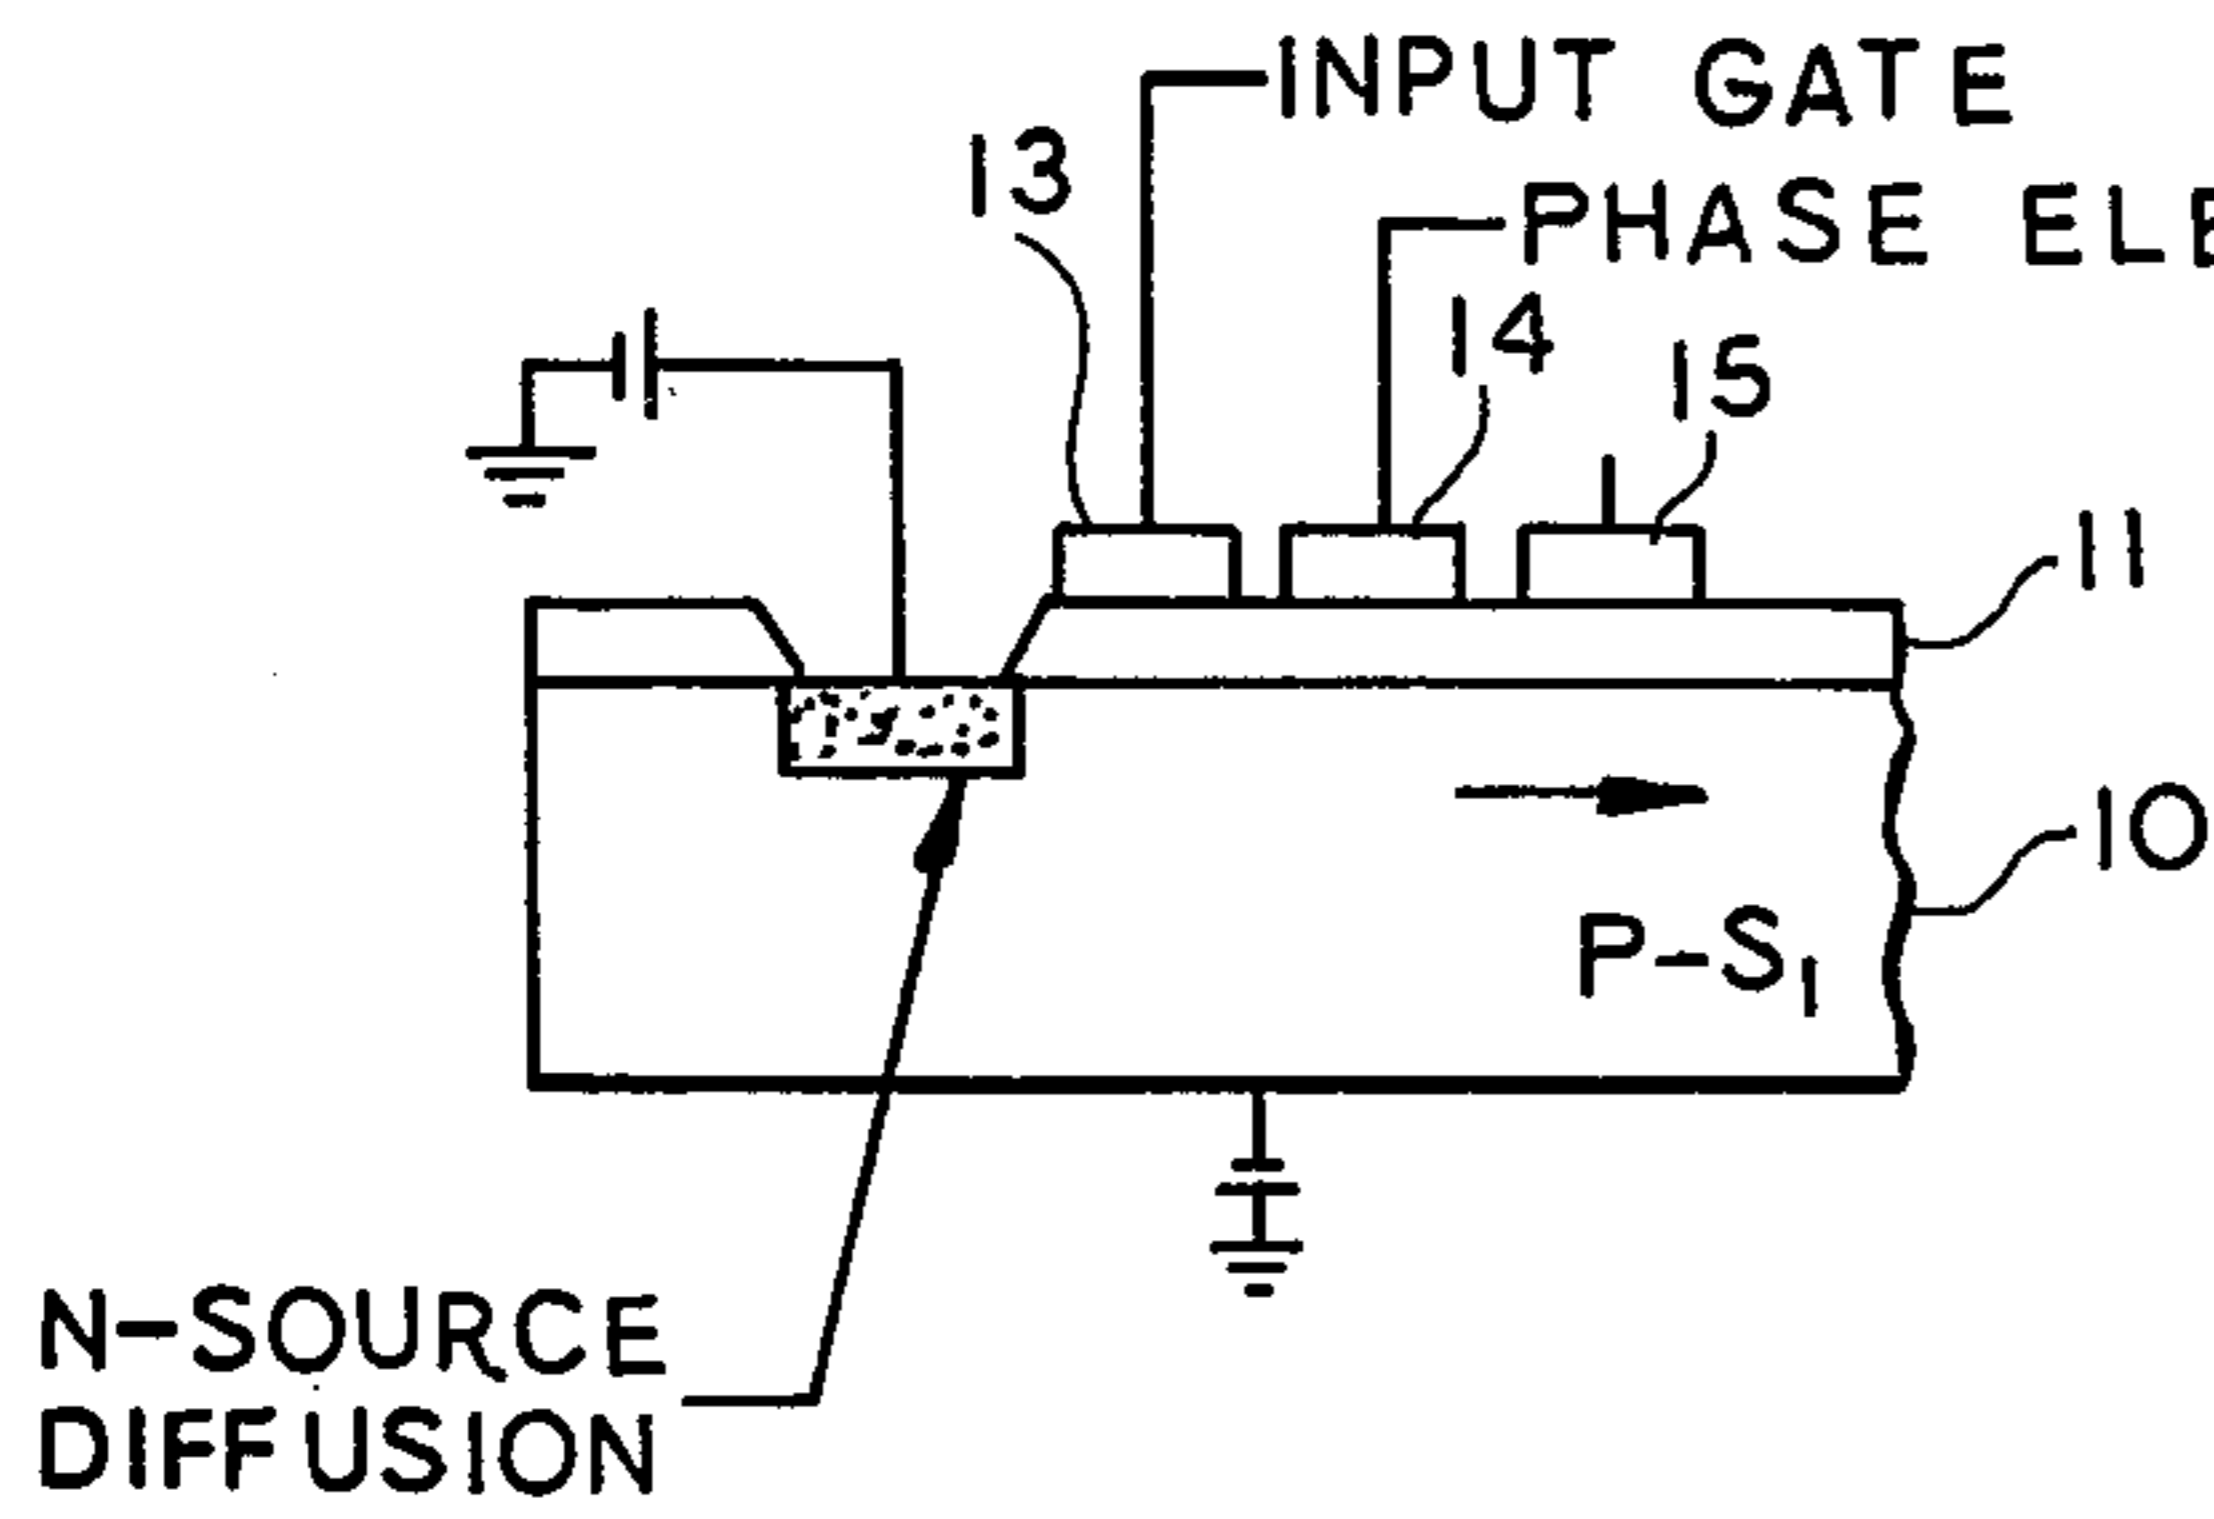 INPUT GATE
13
PHASE ELE
14
15
11
10
P-S1
N-SOURCE
DIFFUSION